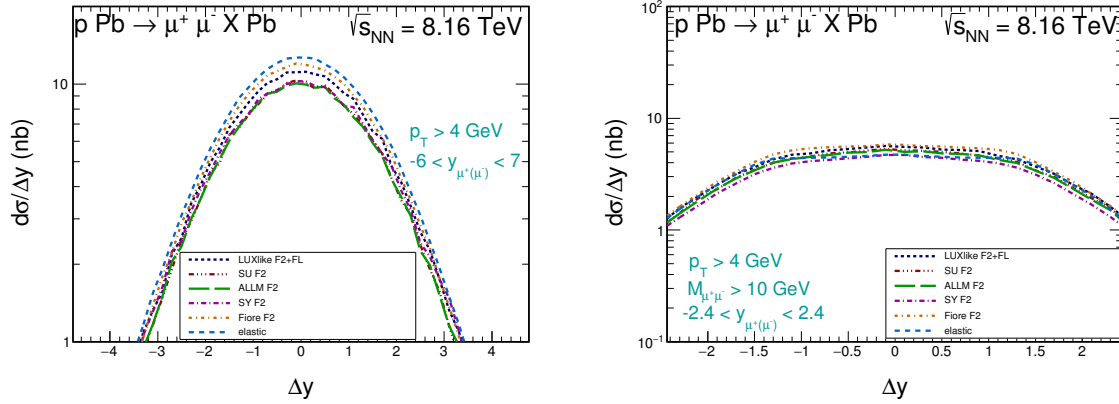 p Pb → μ⁺ μ⁻ X Pb √s_NN = 8.16 TeV
dσ/Δy (nb)
10
1
p_T > 4 GeV
-6 < y_μ⁺(μ⁻) < 7
LUXlike F2+FL
SU F2
ALLM F2
SY F2
Fiore F2
elastic
−4 −3 −2 −1 0 1 2 3 4
Δy
p Pb → μ⁺ μ⁻ X Pb √s_NN = 8.16 TeV
dσ/Δy (nb)
10²
10
1
10⁻¹
p_T > 4 GeV
M_μ⁺μ⁻ > 10 GeV
-2.4 < y_μ⁺(μ⁻) < 2.4
LUXlike F2+FL
SU F2
ALLM F2
SY F2
Fiore F2
elastic
−2 −1.5 −1 −0.5 0 0.5 1 1.5 2
Δy